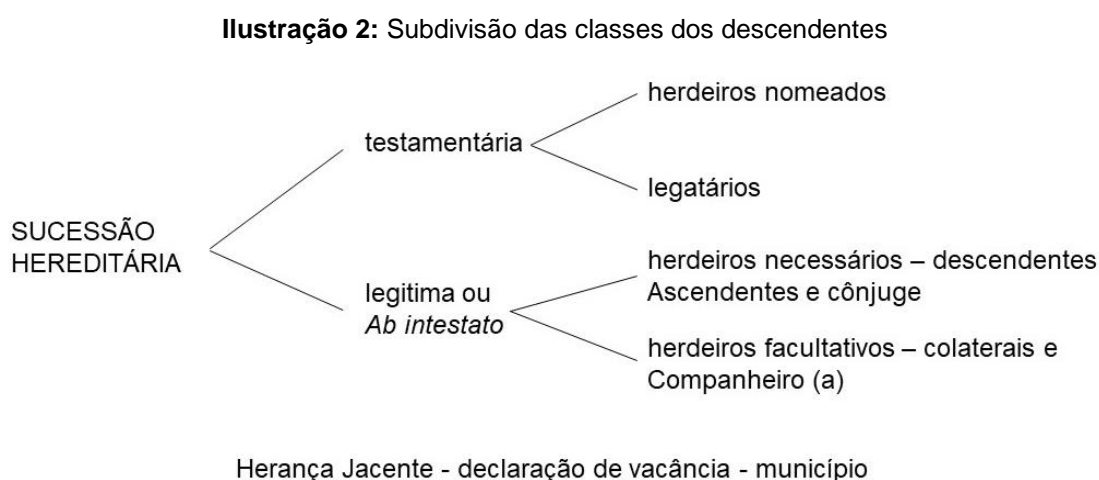 Ilustração 2: Subdivisão das classes dos descendentes
herdeiros nomeados
testamentária
legatários
SUCESSÃO
HEREDITÁRIA
herdeiros necessários – descendentes
Ascendentes e cônjuge
legitima ou
Ab intestato
herdeiros facultativos – colaterais e
Companheiro (a)
Herança Jacente - declaração de vacância - município